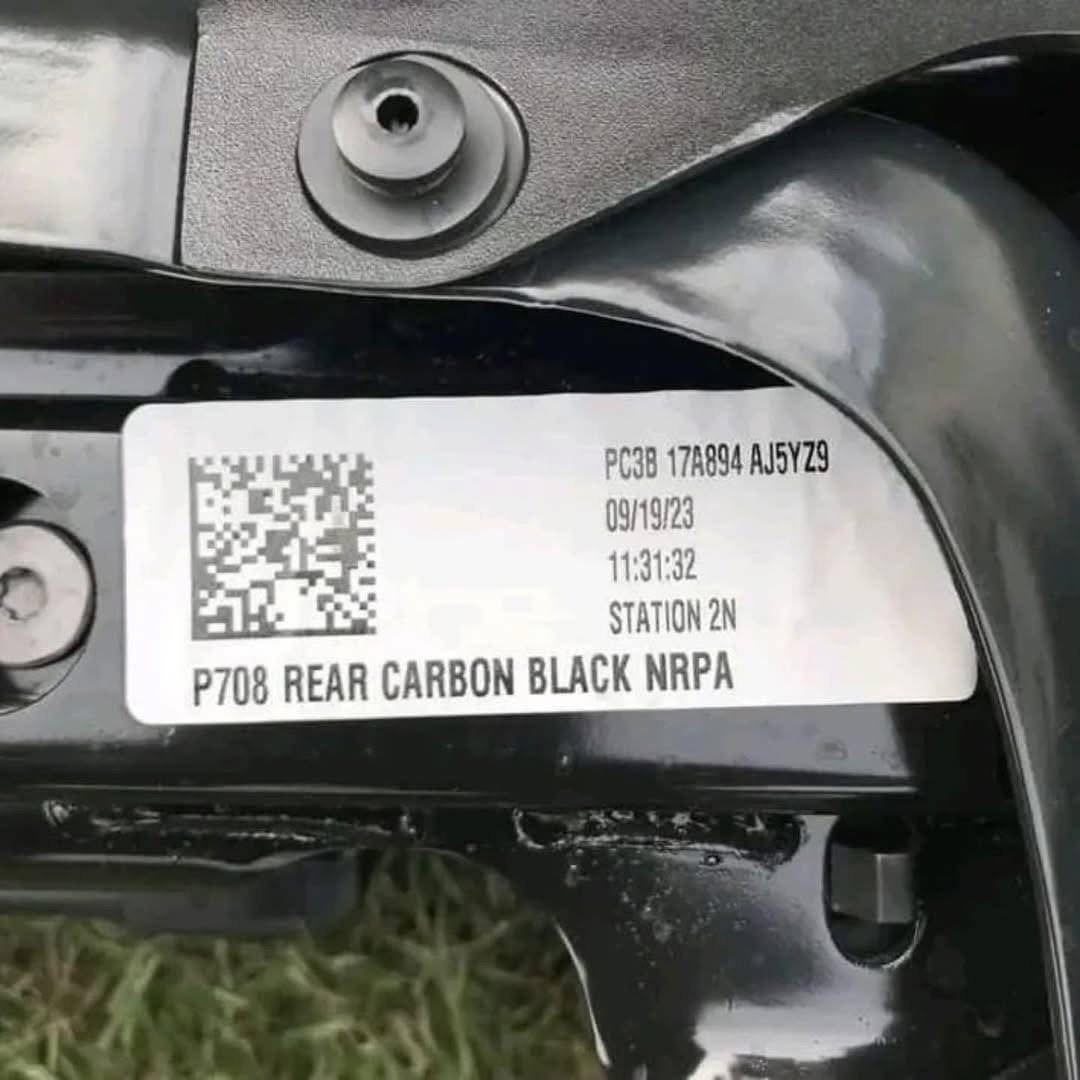 PC3B 17A894 AJ5YZ9
09/19/23
11:31:32
STATION 2N
P708 REAR CARBON BLACK NRPA